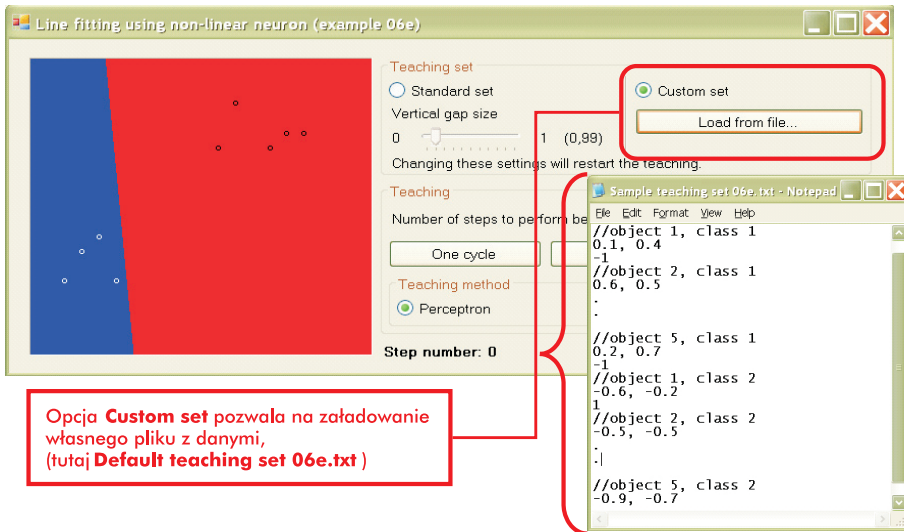 Line fitting using non-linear neuron (example 06e)
Teaching set
Standard set
Vertical gap size
0 1 (0,99)
Changing these settings will restart the teaching.
Custom set
Load from file...
Teaching
Number of steps to perform be
One cycle
Teaching method
Perceptron
Step number: 0
Opcja Custom set pozwala na załadowanie
własnego pliku z danymi,
(tutaj Default teaching set 06e.txt )
Sample teaching set 06e.txt - Notepad
File Edit Format View Help
//object 1, class 1
0.1, 0.4
-1
//object 2, class 1
0.6, 0.5
.
.
//object 5, class 1
0.2, 0.7
-1
//object 1, class 2
-0.6, -0.2
1
//object 2, class 2
-0.5, -0.5
.
.
//object 5, class 2
-0.9, -0.7